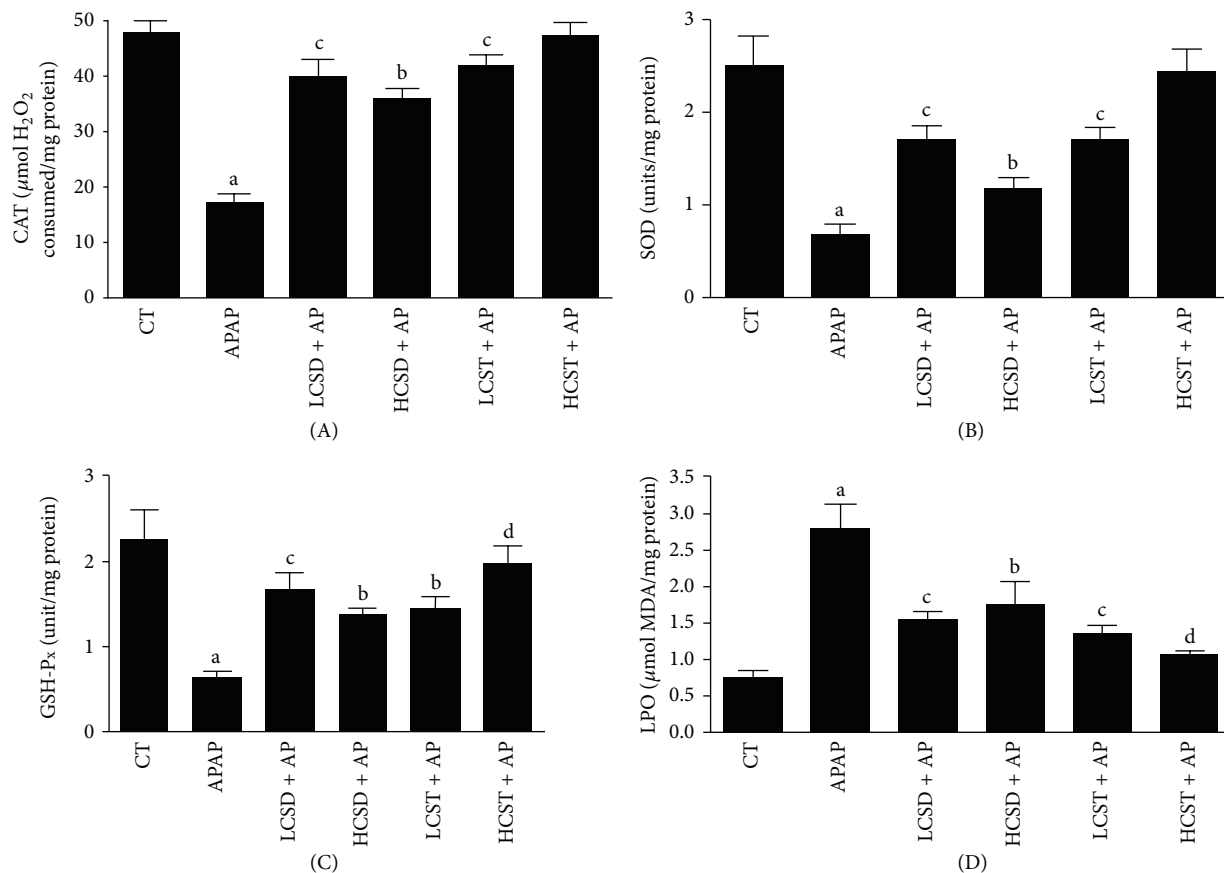 CAT (μmol H₂O₂
consumed/mg protein)
50
40
30
20
10
0
a
c
b
c
CT
APAP
LCSD + AP
HCSD + AP
LCST + AP
HCST + AP
(A)
SOD (units/mg protein)
3
2
1
0
a
c
b
c
CT
APAP
LCSD + AP
HCSD + AP
LCST + AP
HCST + AP
(B)
GSH-Px (unit/mg protein)
3
2
1
0
a
c
b
b
d
CT
APAP
LCSD + AP
HCSD + AP
LCST + AP
HCST + AP
(C)
LPO (μmol MDA/mg protein)
3.5
3.0
2.5
2.0
1.5
1.0
0.5
0.0
a
c
b
c
d
CT
APAP
LCSD + AP
HCSD + AP
LCST + AP
HCST + AP
(D)